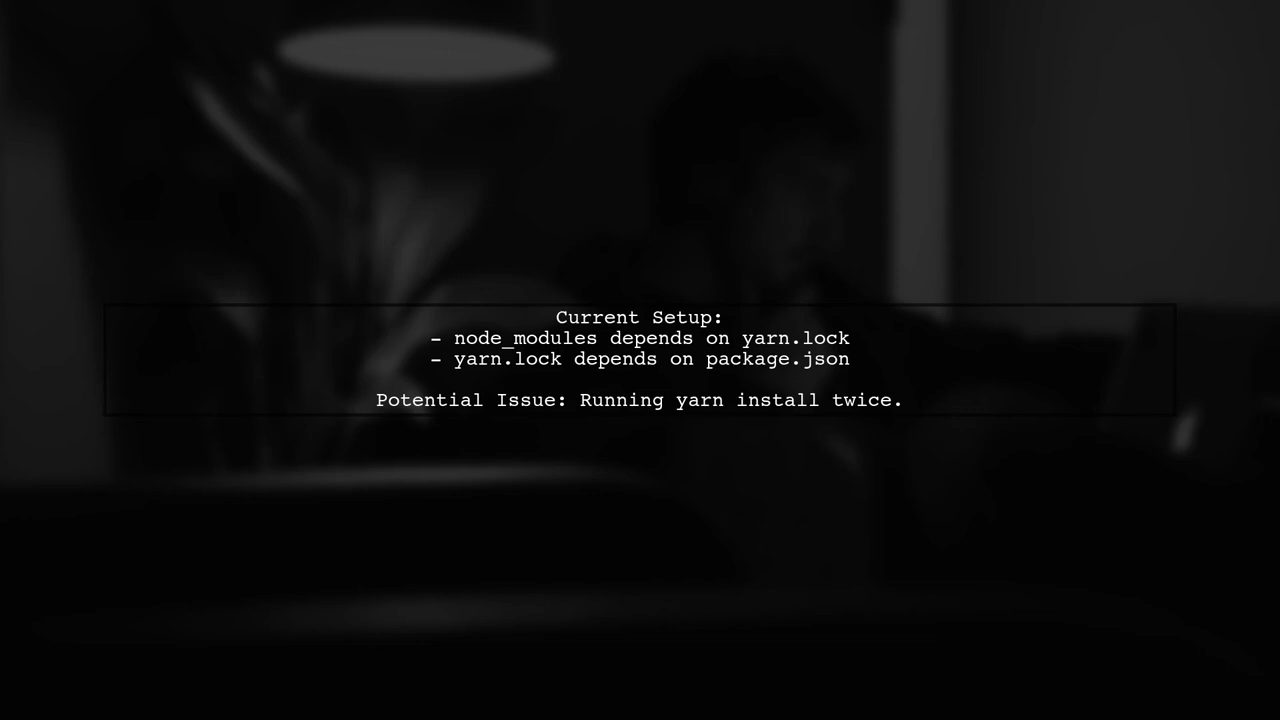 Current Setup:
- node_modules depends on yarn.lock
- yarn.lock depends on package.json
Potential Issue: Running yarn install twice.